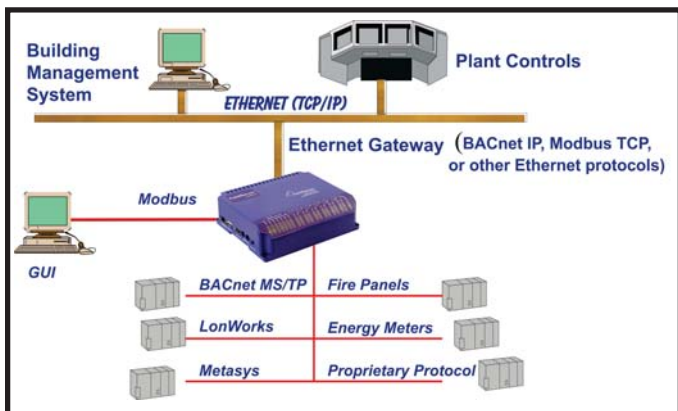 Building
Management
System
Plant Controls
ETHERNET (TCP/IP)
Ethernet Gateway (BACnet IP, Modbus TCP,
or other Ethernet protocols)
Modbus
GUI
BACnet MS/TP
Fire Panels
LonWorks
Energy Meters
Metasys
Proprietary Protocol